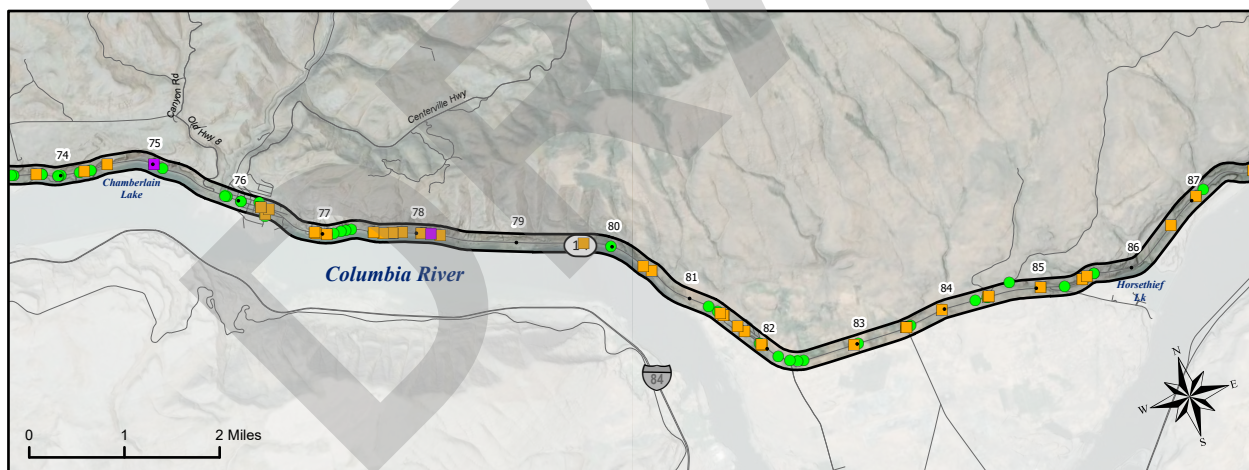 Canyon Rd
Old Hwy 8
Centerville Hwy
74
75
76
77
78
79
80
81
82
83
84
85
86
87
Chamberlain
Lake
Columbia River
Horsethief
Lk
84
0 1 2 Miles
N
E
S
W